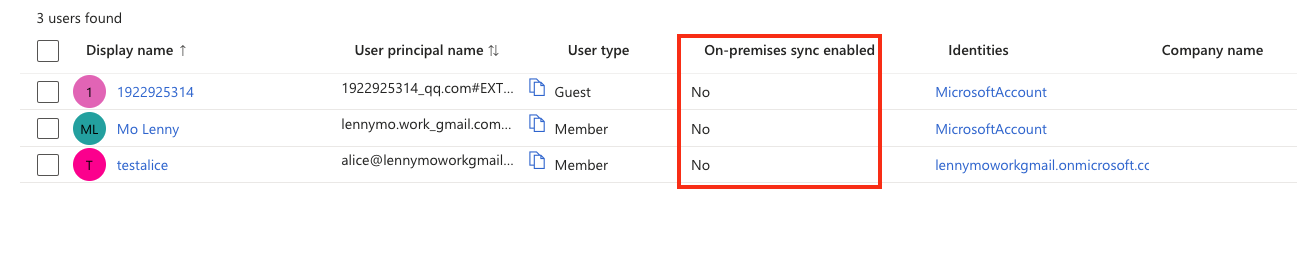 3 users found
Display name ↑ User principal name ↑↓ User type On-premises sync enabled Identities Company name
1 1922925314 1922925314_qq.com#EXT... Guest No MicrosoftAccount
ML Mo Lenny lennymo.work_gmail.com... Member No MicrosoftAccount
T testalice alice@lennymoworkgmail... Member No lennymoworkgmail.onmicrosoft.cc